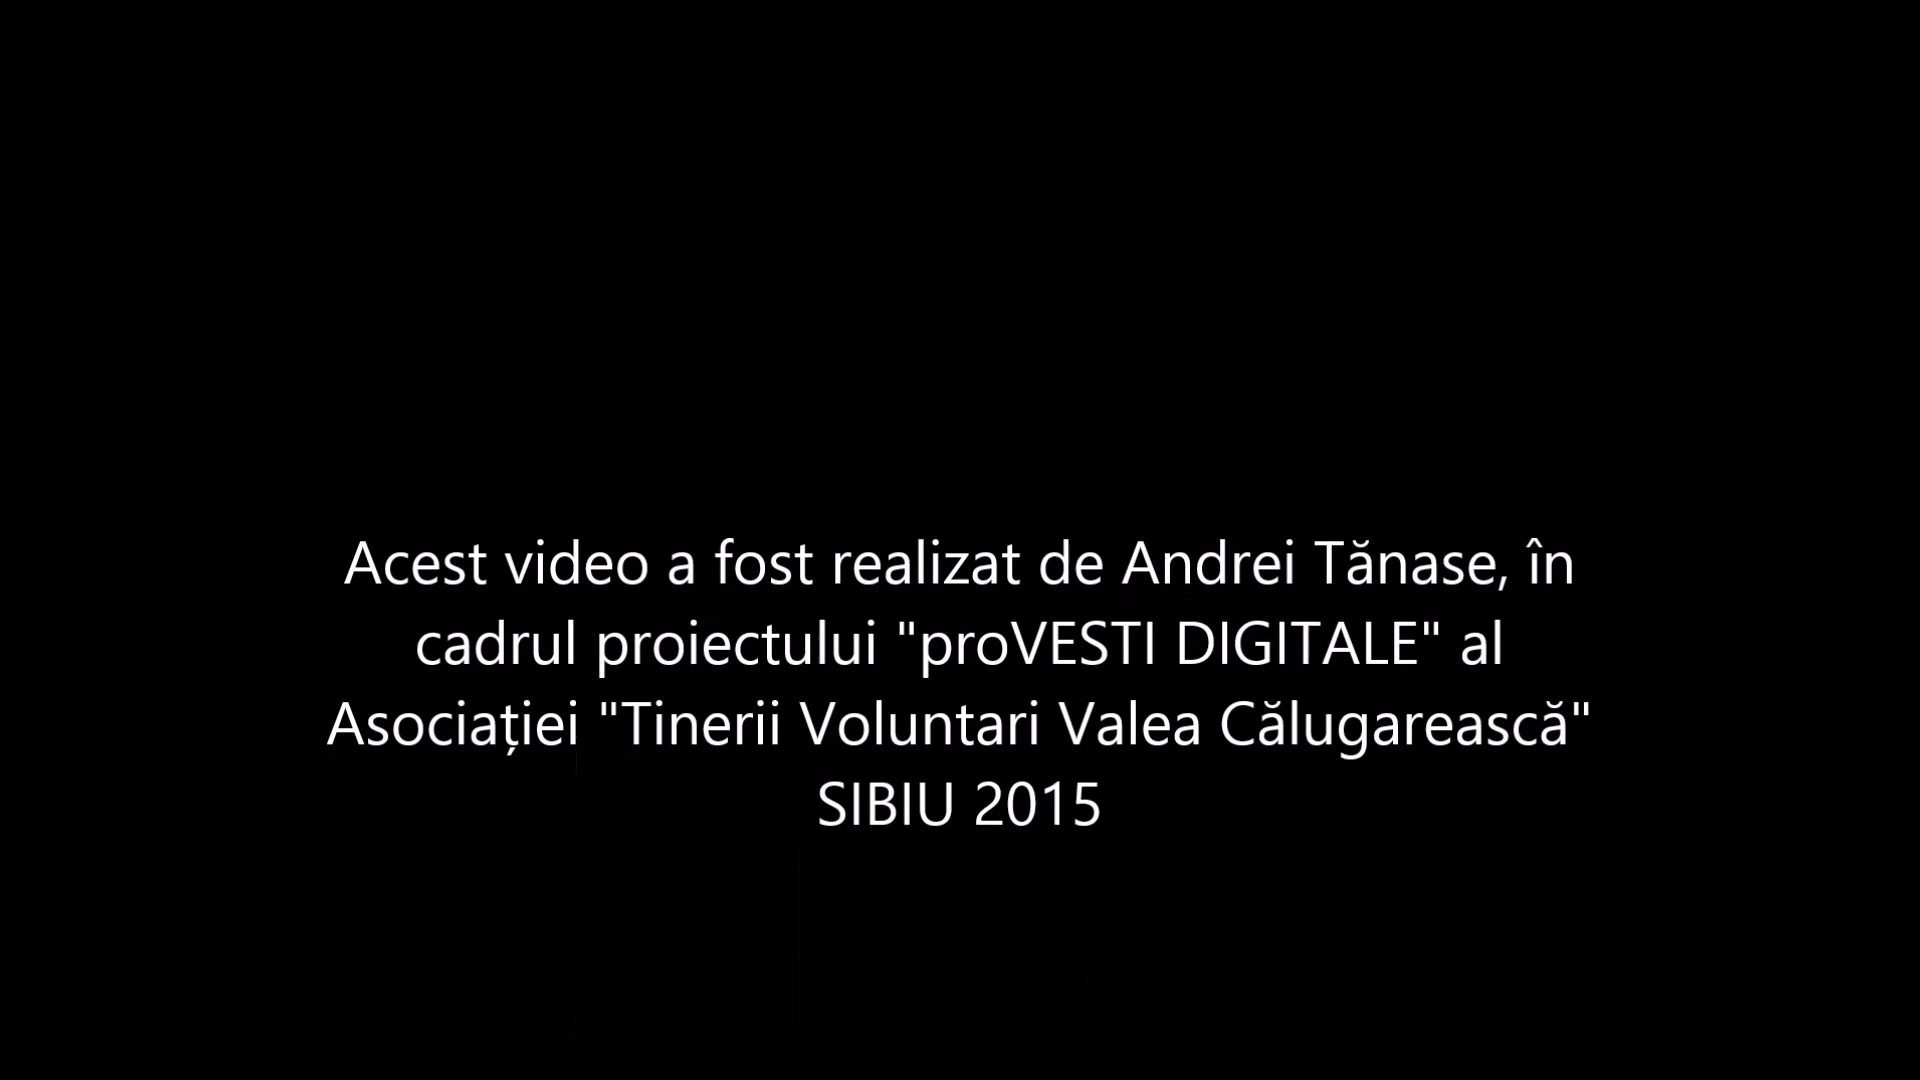 Acest video a fost realizat de Andrei Tănase, în
cadrul proiectului "proVESTI DIGITALE" al
Asociației "Tinerii Voluntari Valea Călugarească"
SIBIU 2015